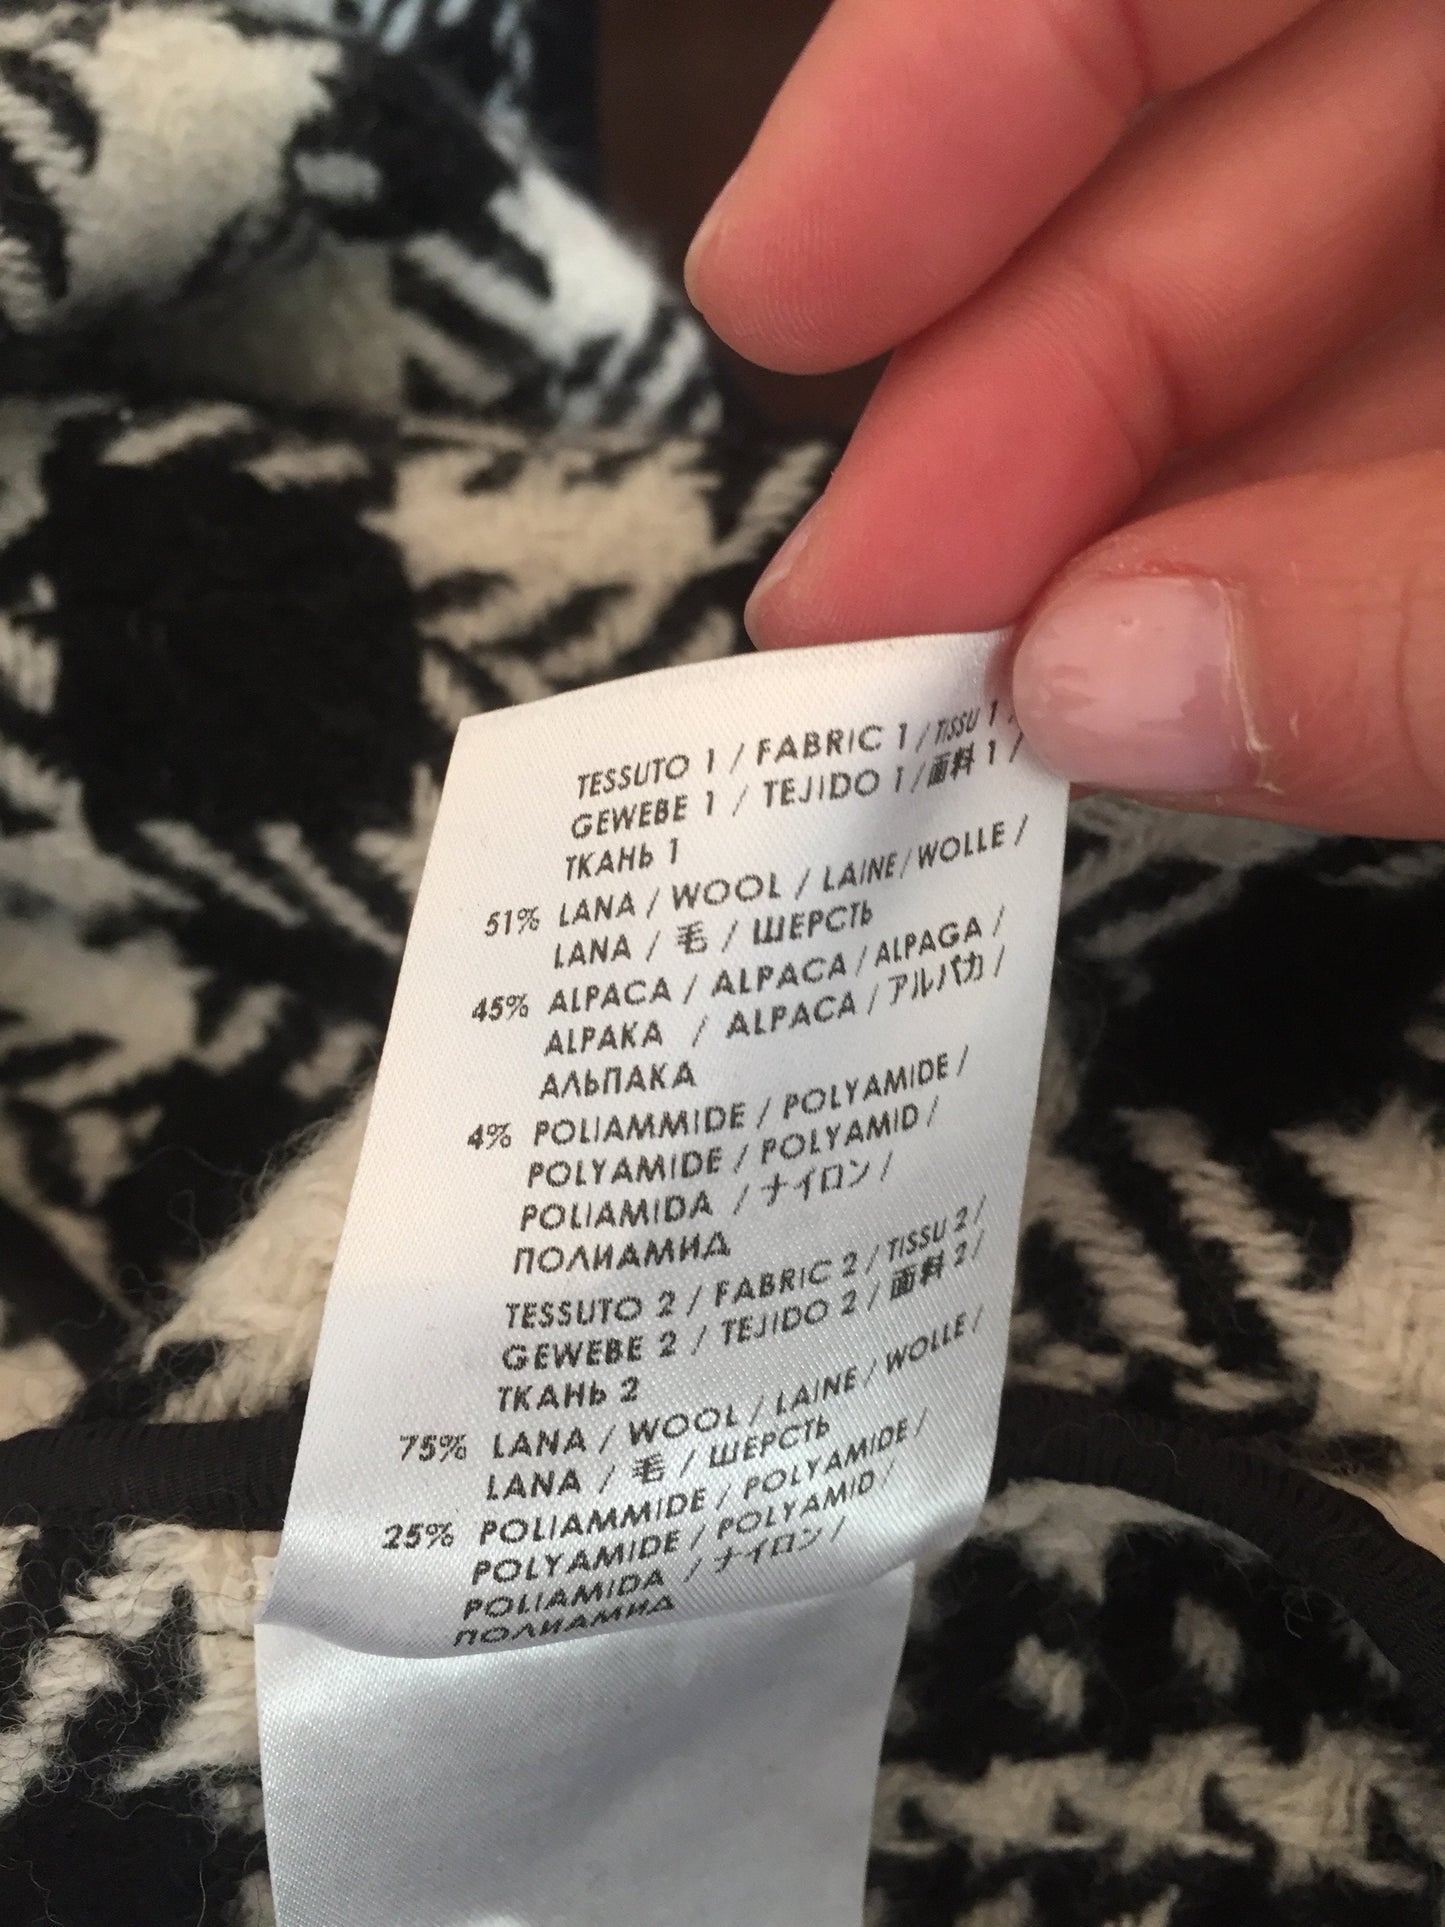 TESSUTO 1 / FABRIC 1 / TISSU 1 /
GEWEBE 1 / TEJIDO 1 / 面料 1 /
ТКАНЬ 1
51% LANA / WOOL / LAINE / WOLLE /
LANA / 毛 / ШЕРСТЬ
45% ALPACA / ALPACA / ALPAGA /
ALPAKA / ALPACA / アルパカ /
АЛЬПАКА
4% POLIAMMIDE / POLYAMIDE /
POLYAMIDE / POLYAMID /
POLIAMIDA / ナイロン /
ПОЛИАМИД
TESSUTO 2 / FABRIC 2 / TISSU 2 /
GEWEBE 2 / TEJIDO 2 / 面料 2 /
ТКАНЬ 2
75% LANA / WOOL / LAINE / WOLLE /
LANA / 毛 / ШЕРСТЬ
25% POLIAMMIDE / POLYAMIDE /
POLYAMIDE / POLYAMID /
POLIAMIDA / ナイロン /
ПОЛИАМИД